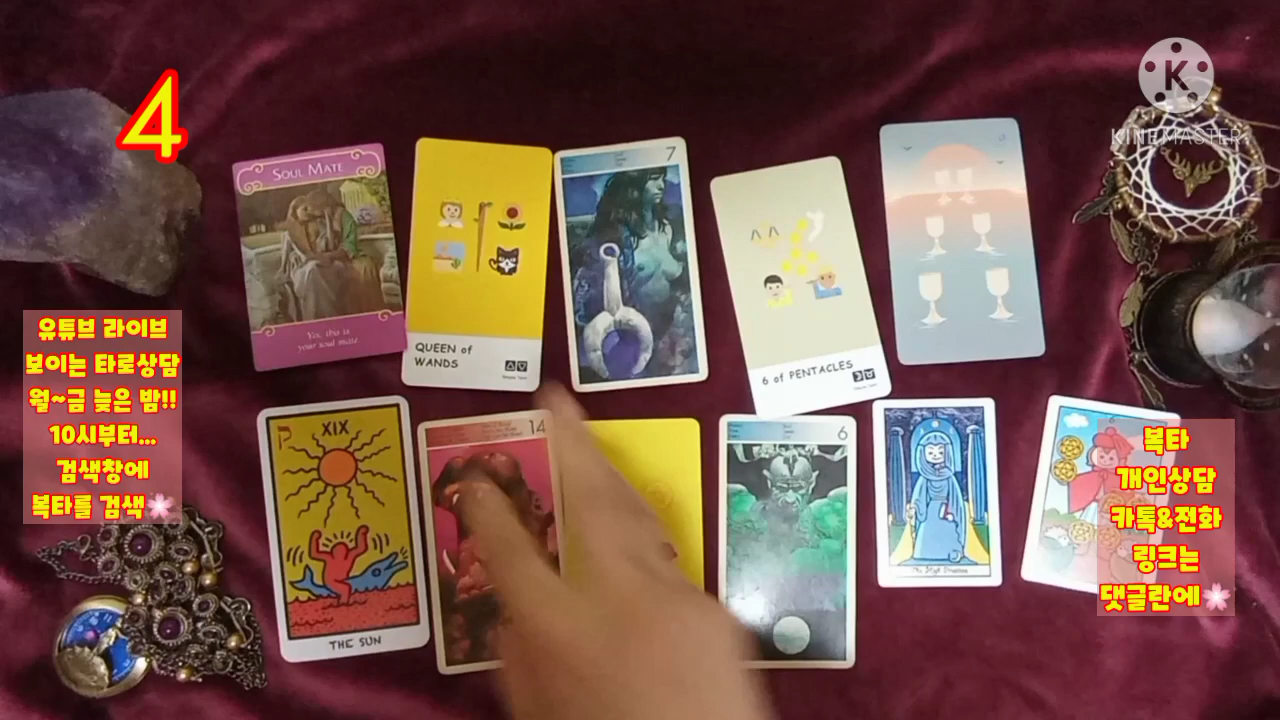 4
K
KINEMASTER
SOUL MATE
Yes, this is
your soul mate.
QUEEN of
WANDS
7
6 of PENTACLES
유튜브 라이브
보이는 타로상담
월~금 늦은 밤!!
10시부터...
검색창에
복타를 검색🌸
XIX
THE SUN
14
6
The High Priestess
복타
개인상담
카톡&전화
링크는
댓글란에🌸